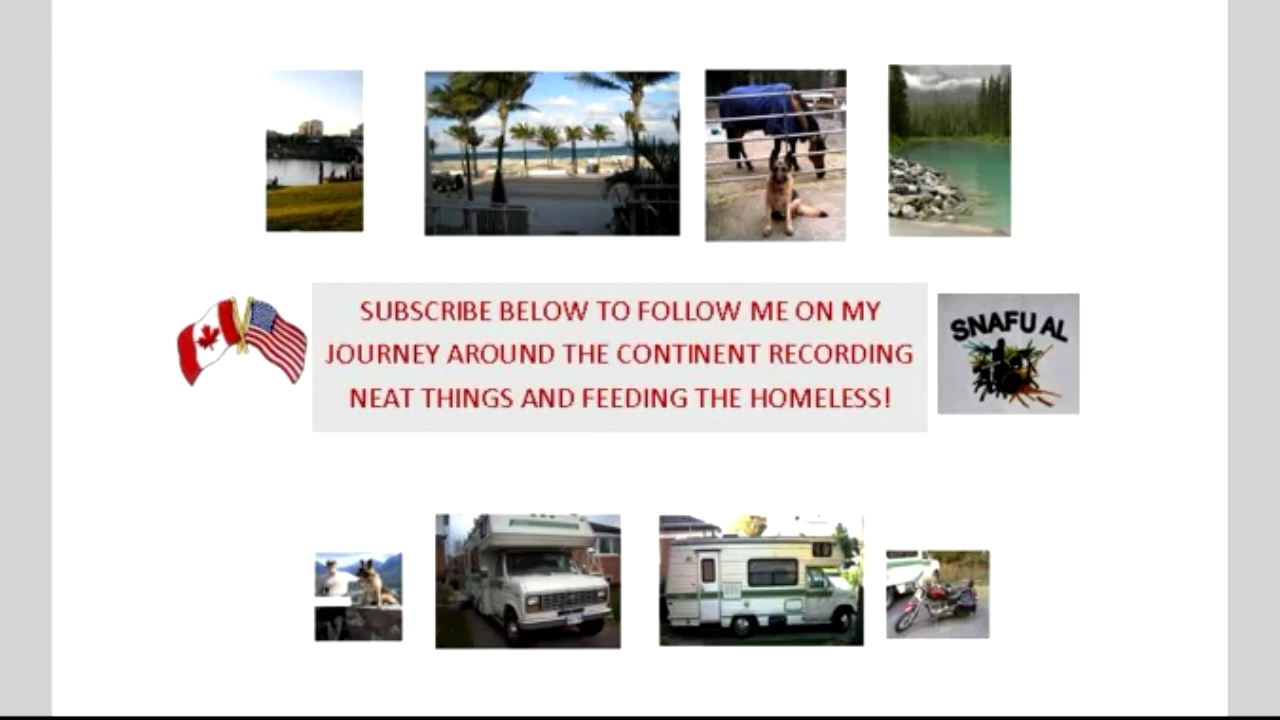 SUBSCRIBE BELOW TO FOLLOW ME ON MY
JOURNEY AROUND THE CONTINENT RECORDING
NEAT THINGS AND FEEDING THE HOMELESS!
SNAFU AL